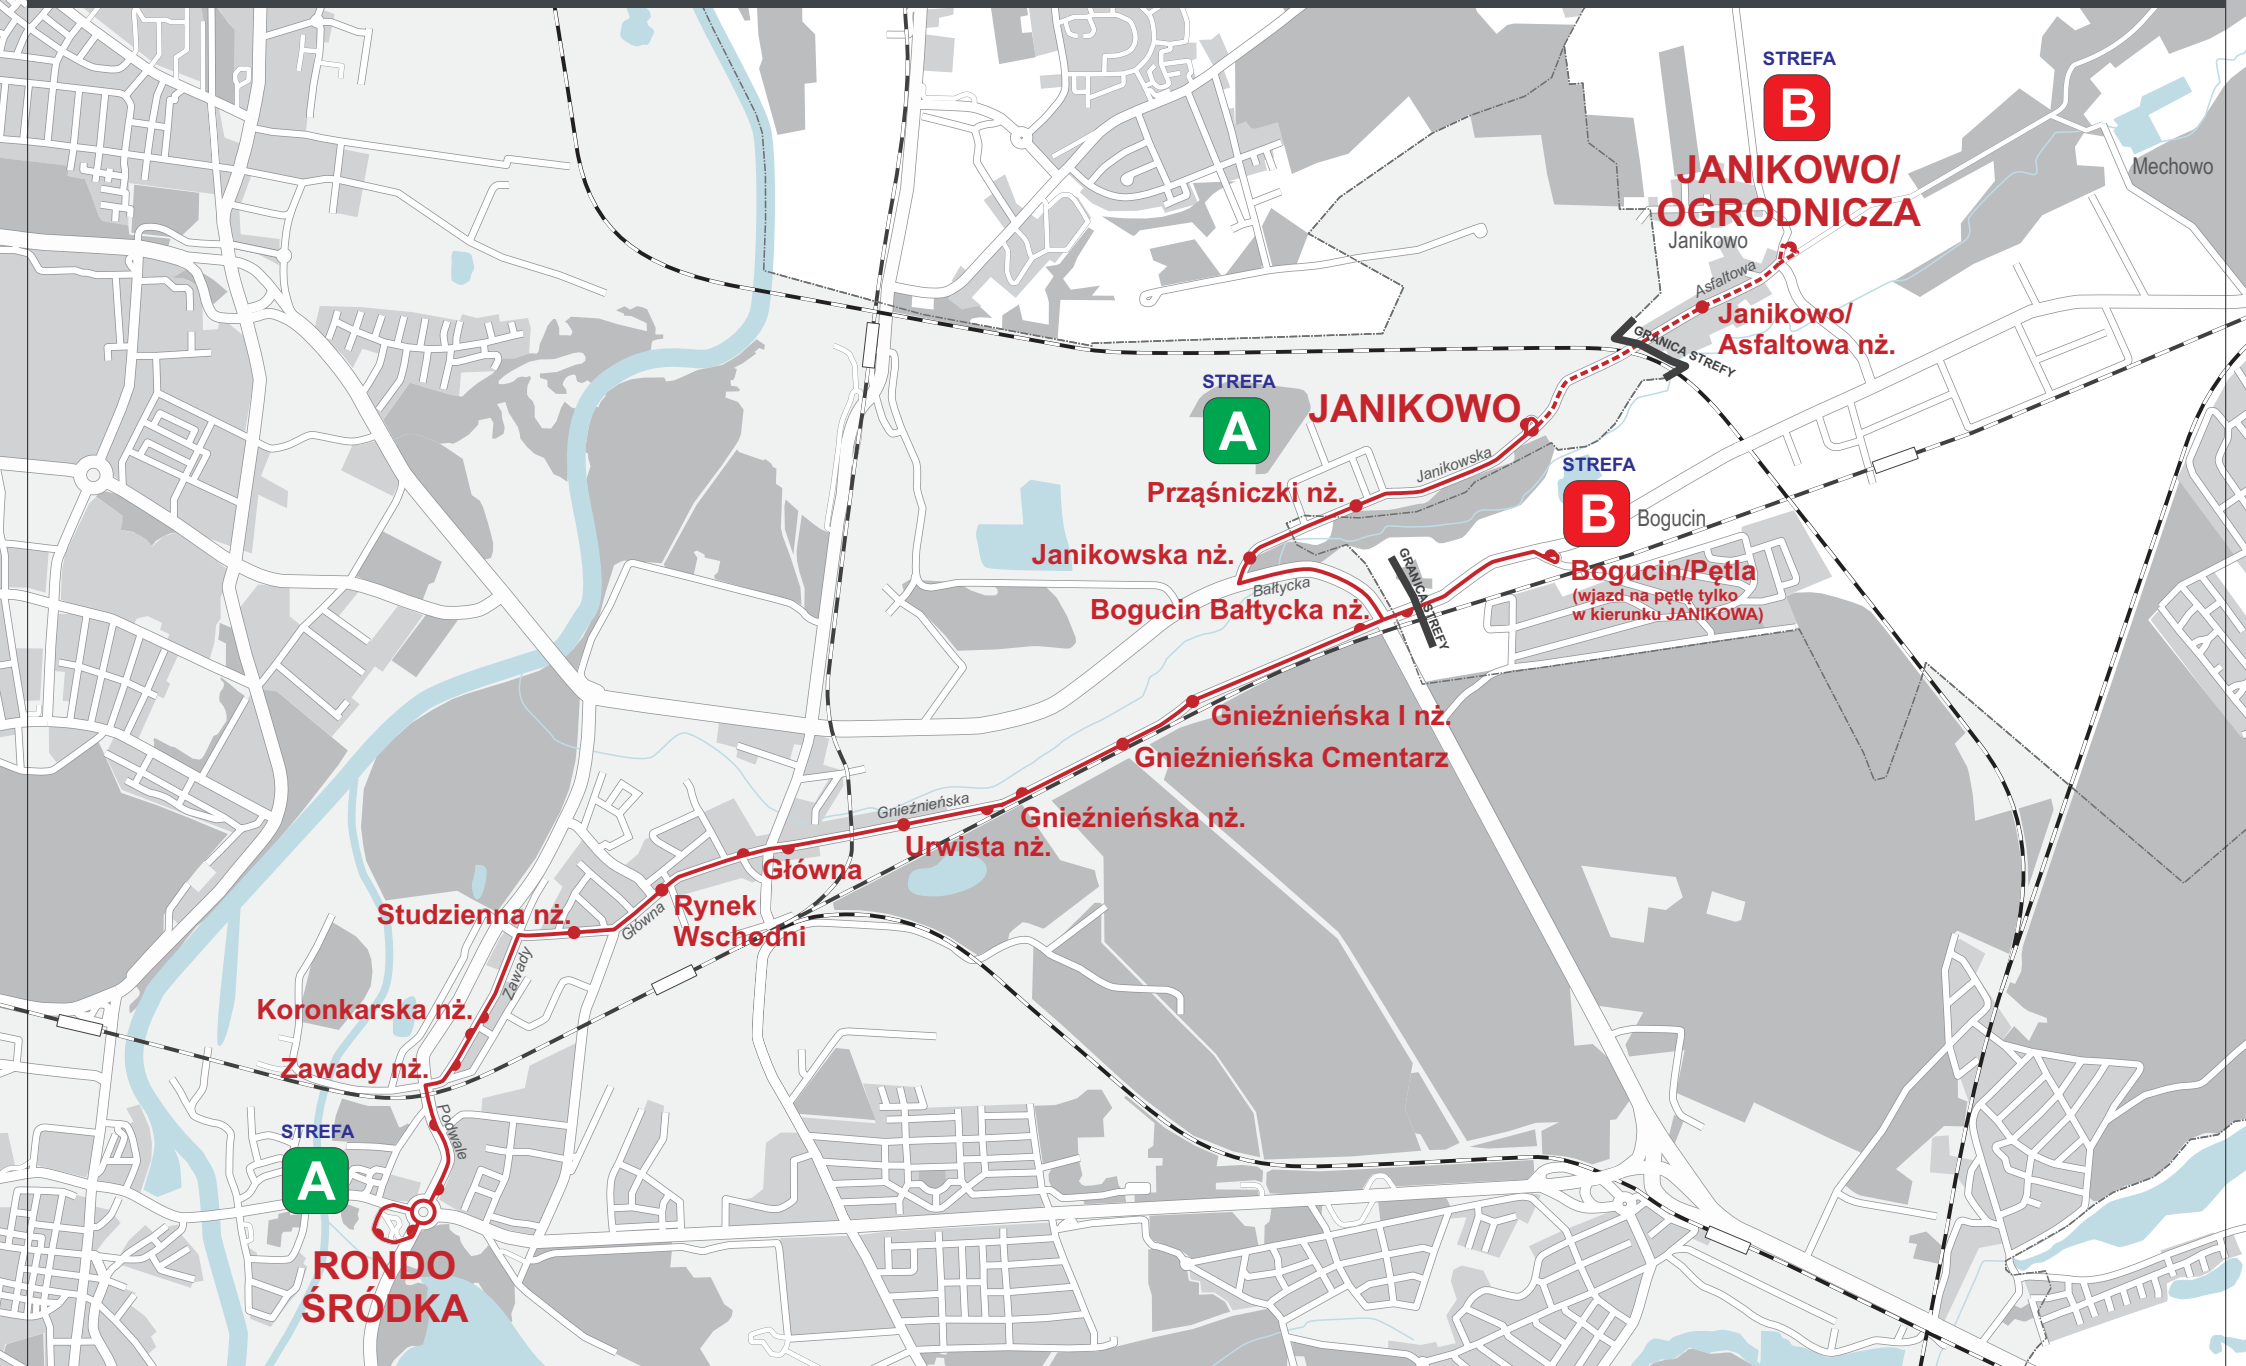 STREFA
B
JANIKOWO/
OGRODNICZA
Mechowo
Janikowo
Asfaltowa
Janikowo/
Asfaltowa nż.
GRANICA STREFY
STREFA
A
JANIKOWO
Janikowska
Prząśniczki nż.
STREFA
B
Bogucin
Janikowska nż.
Bałtycka
GRANICA STREFY
Bogucin/Pętla
(wjazd na pętlę tylko
w kierunku JANIKOWA)
Bogucin Bałtycka nż.
Gnieźnieńska I nż.
Gnieźnieńska Cmentarz
Gnieźnieńska
Gnieźnieńska nż.
Urwista nż.
Główna
Rynek
Wschodni
Główna
Studzienna nż.
Zawady
Koronkarska nż.
Zawady nż.
Podwale
STREFA
A
RONDO
ŚRÓDKA